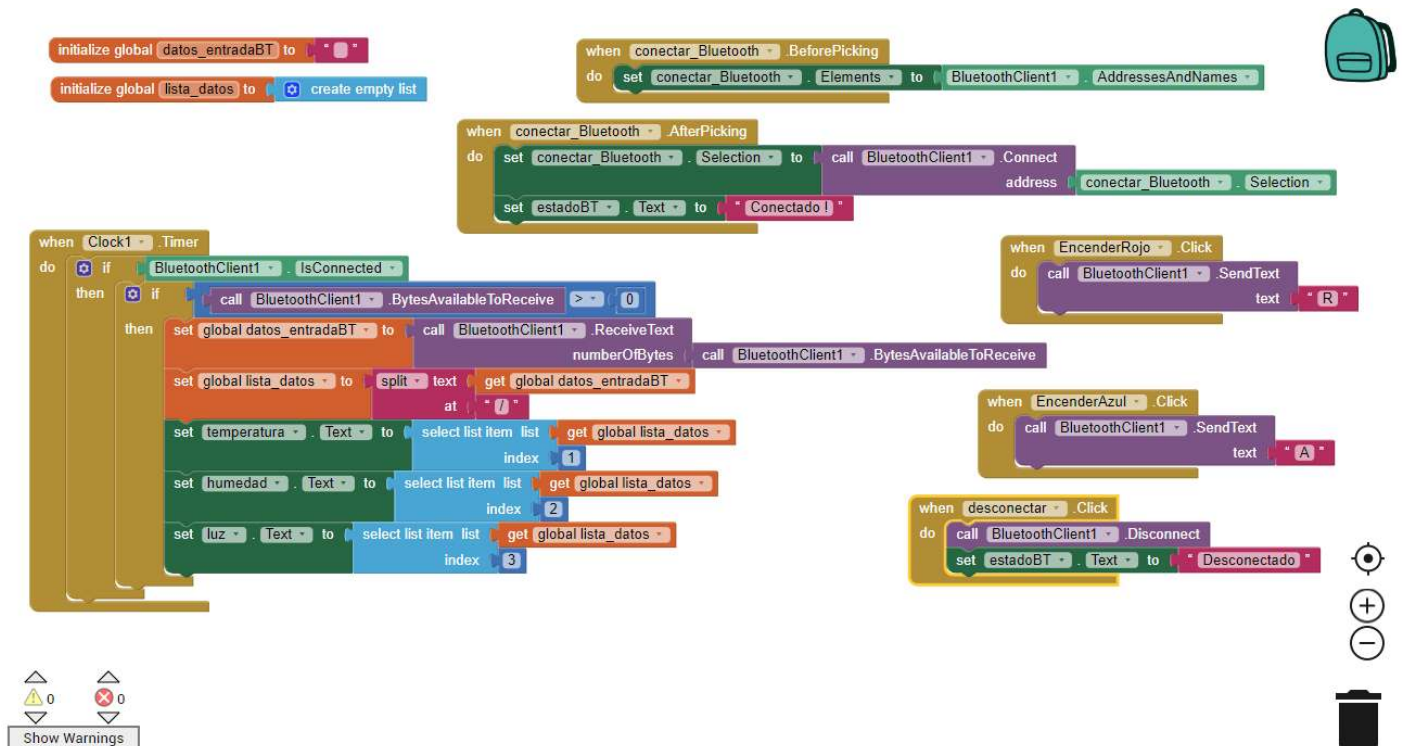 initialize global datos_entradaBT to " "
initialize global lista_datos to create empty list
when conectar_Bluetooth .BeforePicking
do set conectar_Bluetooth . Elements to BluetoothClient1 . AddressesAndNames
when conectar_Bluetooth .AfterPicking
do set conectar_Bluetooth . Selection to call BluetoothClient1 .Connect
address conectar_Bluetooth . Selection
set estadoBT . Text to " Conectado ! "
when Clock1 .Timer
do if BluetoothClient1 . IsConnected
then if call BluetoothClient1 .BytesAvailableToReceive > 0
then set global datos_entradaBT to call BluetoothClient1 .ReceiveText
numberOfBytes call BluetoothClient1 .BytesAvailableToReceive
set global lista_datos to split text get global datos_entradaBT
at " / "
set temperatura . Text to select list item list get global lista_datos
index 1
set humedad . Text to select list item list get global lista_datos
index 2
set luz . Text to select list item list get global lista_datos
index 3
when EncenderRojo .Click
do call BluetoothClient1 .SendText
text " R "
when EncenderAzul .Click
do call BluetoothClient1 .SendText
text " A "
when desconectar .Click
do call BluetoothClient1 .Disconnect
set estadoBT . Text to " Desconectado "
0 0
Show Warnings